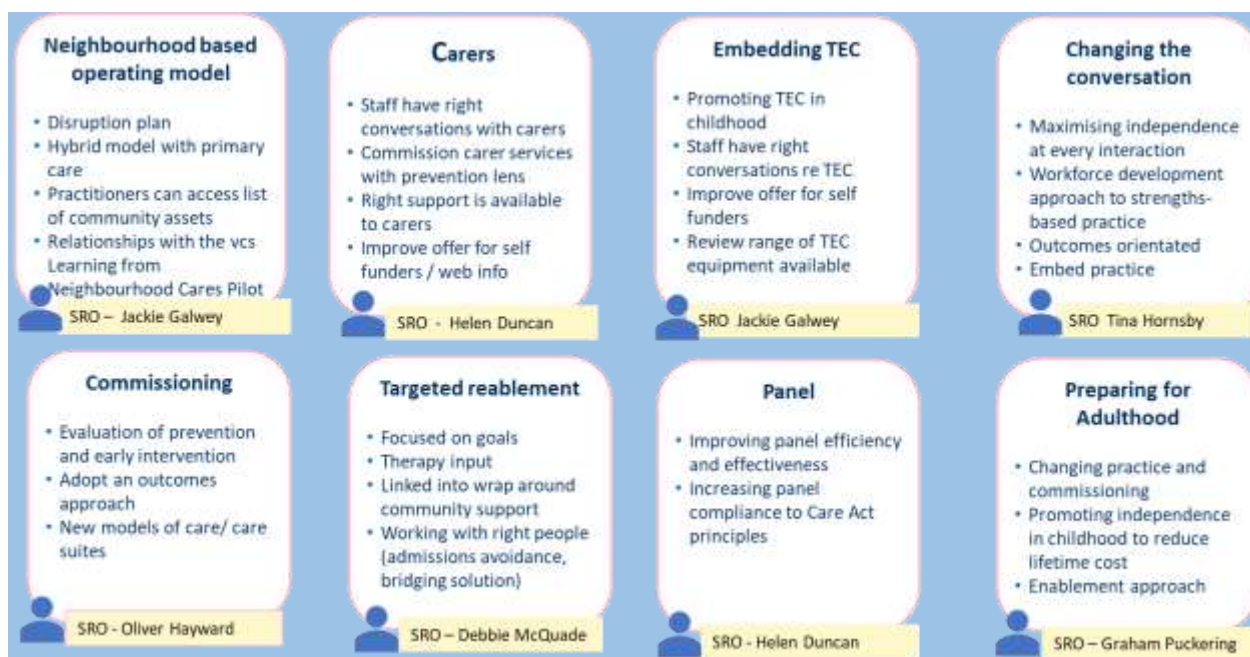 Neighbourhood based
operating model
• Disruption plan
• Hybrid model with primary
care
• Practitioners can access list
of community assets
• Relationships with the vcs
Learning from
Neighbourhood Cares Pilot
SRO – Jackie Galwey
Carers
• Staff have right
conversations with carers
• Commission carer services
with prevention lens
• Right support is available
to carers
• Improve offer for self
funders / web info
SRO - Helen Duncan
Embedding TEC
• Promoting TEC in
childhood
• Staff have right
conversations re TEC
• Improve offer for self
funders
• Review range of TEC
equipment available
SRO Jackie Galwey
Changing the
conversation
• Maximising independence
at every interaction
• Workforce development
approach to strengths-
based practice
• Outcomes orientated
• Embed practice
SRO Tina Hornsby
Commissioning
• Evaluation of prevention
and early intervention
• Adopt an outcomes
approach
• New models of care/ care
suites
SRO - Oliver Hayward
Targeted reablement
• Focused on goals
• Therapy input
• Linked into wrap around
community support
• Working with right people
(admissions avoidance,
bridging solution)
SRO – Debbie McQuade
Panel
• Improving panel efficiency
and effectiveness
• Increasing panel
compliance to Care Act
principles
SRO - Helen Duncan
Preparing for
Adulthood
• Changing practice and
commissioning
• Promoting independence
in childhood to reduce
lifetime cost
• Enablement approach
SRO – Graham Puckering